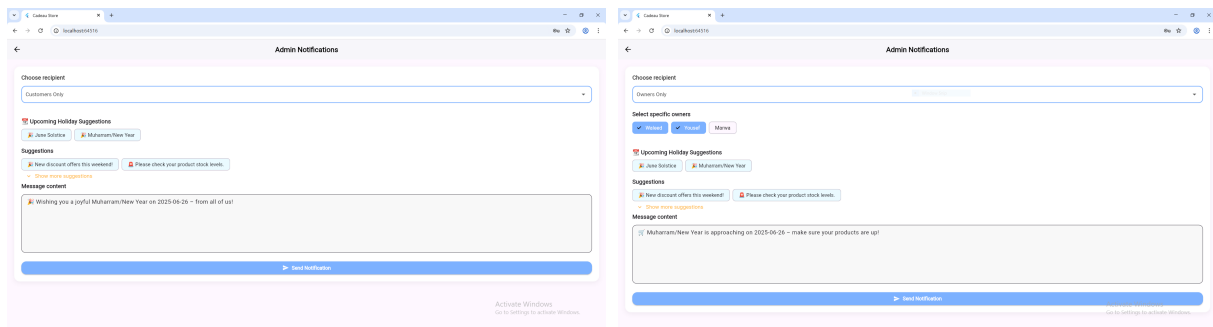 Cadeau Store
localhost:64516
Admin Notifications
Choose recipient
Customers Only
📅 Upcoming Holiday Suggestions
🎉 June Solstice
🎉 Muharram/New Year
Suggestions
🎉 New discount offers this weekend!
🚨 Please check your product stock levels.
Show more suggestions
Message content
🎉 Wishing you a joyful Muharram/New Year on 2025-06-26 – from all of us!
Send Notification
Activate Windows
Go to Settings to activate Windows.
Cadeau Store
localhost:64516
Admin Notifications
Choose recipient
Owners Only
Select specific owners
Waleed
Yousef
Marwa
📅 Upcoming Holiday Suggestions
🎉 June Solstice
🎉 Muharram/New Year
Suggestions
🎉 New discount offers this weekend!
🚨 Please check your product stock levels.
Show more suggestions
Message content
🛒 Muharram/New Year is approaching on 2025-06-26 – make sure your products are up!
Send Notification
Go to Settings to activate Windows.